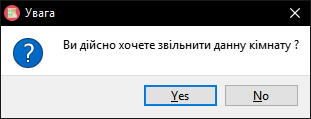 Увага
Ви дійсно хочете звільнити данну кімнату ?
Yes
No